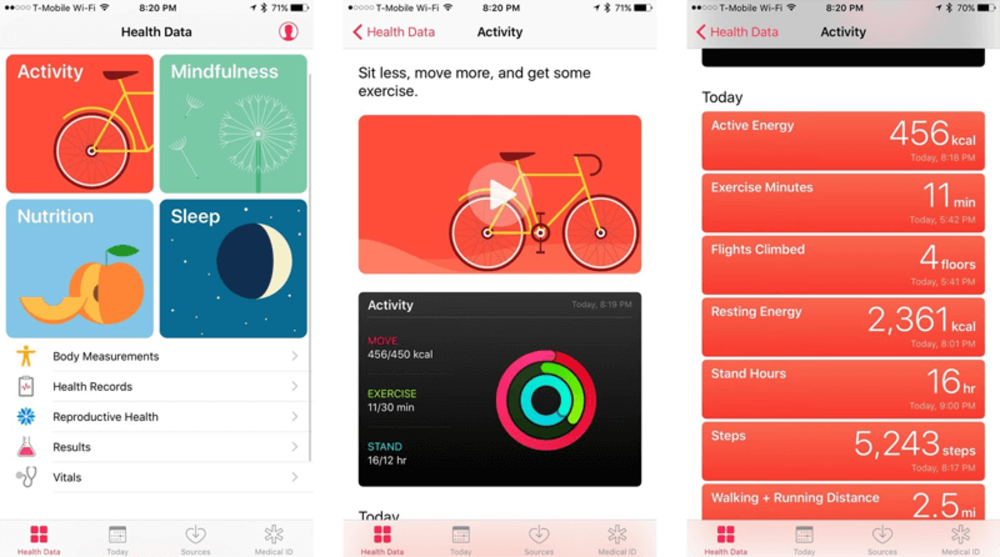 T-Mobile Wi-Fi 8:20 PM 71%
Health Data
Activity
Mindfulness
Nutrition
Sleep
Body Measurements
Health Records
Reproductive Health
Results
Vitals
Health Data Today Sources Medical ID
T-Mobile Wi-Fi 8:20 PM 71%
Health Data Activity
Sit less, move more, and get some
exercise.
Activity Today, 8:19 PM
MOVE
456/450 kcal
EXERCISE
11/30 min
STAND
16/12 hr
Today
Health Data Today Sources Medical ID
T-Mobile Wi-Fi 8:20 PM 70%
Health Data Activity
Today
Active Energy 456 kcal
Today, 8:18 PM
Exercise Minutes 11 min
Today, 5:42 PM
Flights Climbed 4 floors
Today, 5:41 PM
Resting Energy 2,361 kcal
Today, 8:01 PM
Stand Hours 16 hr
Today, 9:00 PM
Steps 5,243 steps
Today, 8:17 PM
Walking + Running Distance 2.5 mi
Health Data Today Sources Medical ID